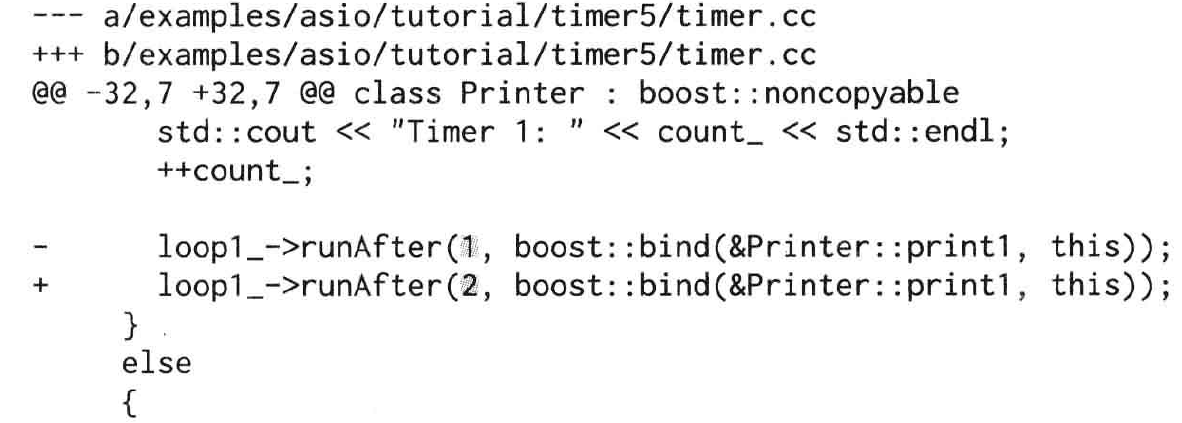 --- a/examples/asio/tutorial/timer5/timer.cc
+++ b/examples/asio/tutorial/timer5/timer.cc
@@ -32,7 +32,7 @@ class Printer : boost::noncopyable
       std::cout << "Timer 1: " << count_ << std::endl;
       ++count_;

-      loop1_->runAfter(1, boost::bind(&Printer::print1, this));
+      loop1_->runAfter(2, boost::bind(&Printer::print1, this));
     }
     else
     {